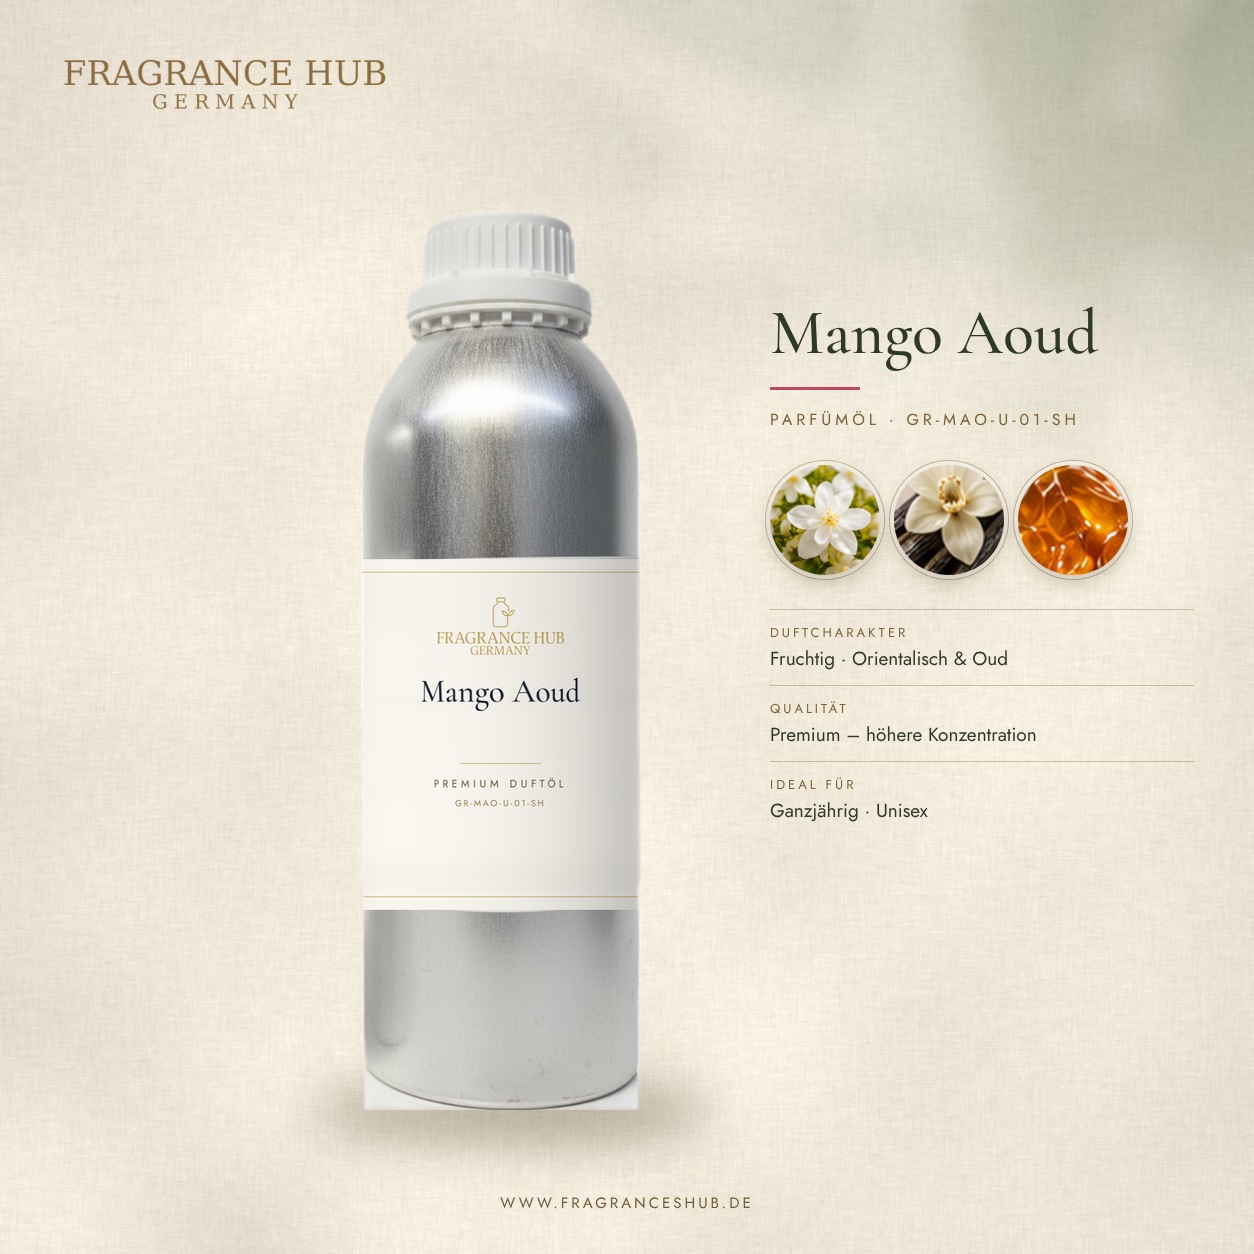 FRAGRANCE HUB
GERMANY
Mango Aoud
PARFÜMÖL · GR-MAO-U-01-SH
DUFTCHARAKTER
Fruchtig · Orientalisch & Oud
QUALITÄT
Premium – höhere Konzentration
IDEAL FÜR
Ganzjährig · Unisex
FRAGRANCE HUB
GERMANY
Mango Aoud
PREMIUM DUFTÖL
GR-MAO-U-01-SH
WWW.FRAGRANCESHUB.DE